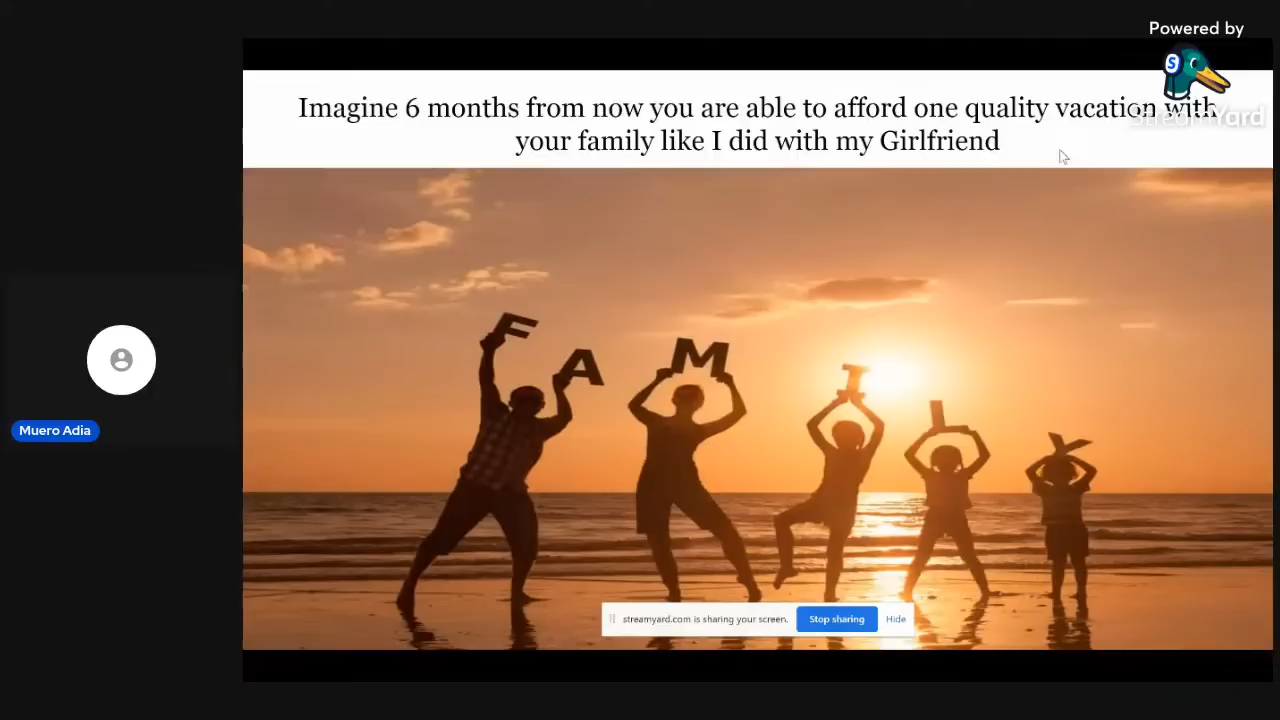 Powered by
StreamYard
Imagine 6 months from now you are able to afford one quality vacation with
your family like I did with my Girlfriend
F
A
M
I
L
Y
Muero Adia
streamyard.com is sharing your screen.
Stop sharing
Hide